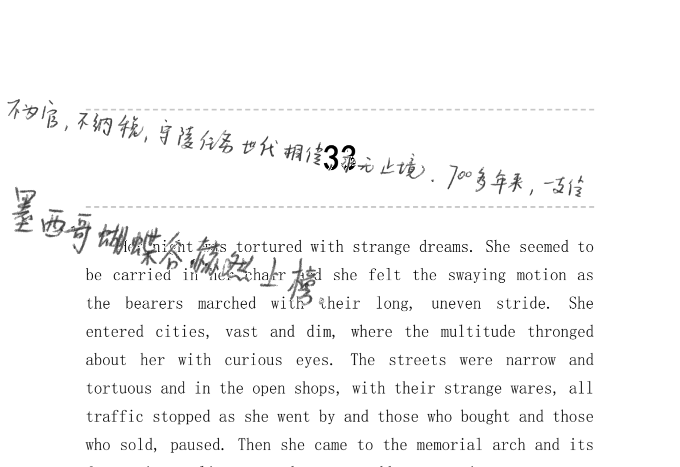 不为官，不纳税，守陵任务世代相传，永无止境。700多年来，一支值
33
墨西哥蝴蝶谷赫然上榜。
night was tortured with strange dreams. She seemed to
be carried in her chair and she felt the swaying motion as
the bearers marched with their long, uneven stride. She
entered cities, vast and dim, where the multitude thronged
about her with curious eyes. The streets were narrow and
tortuous and in the open shops, with their strange wares, all
traffic stopped as she went by and those who bought and those
who sold, paused. Then she came to the memorial arch and its